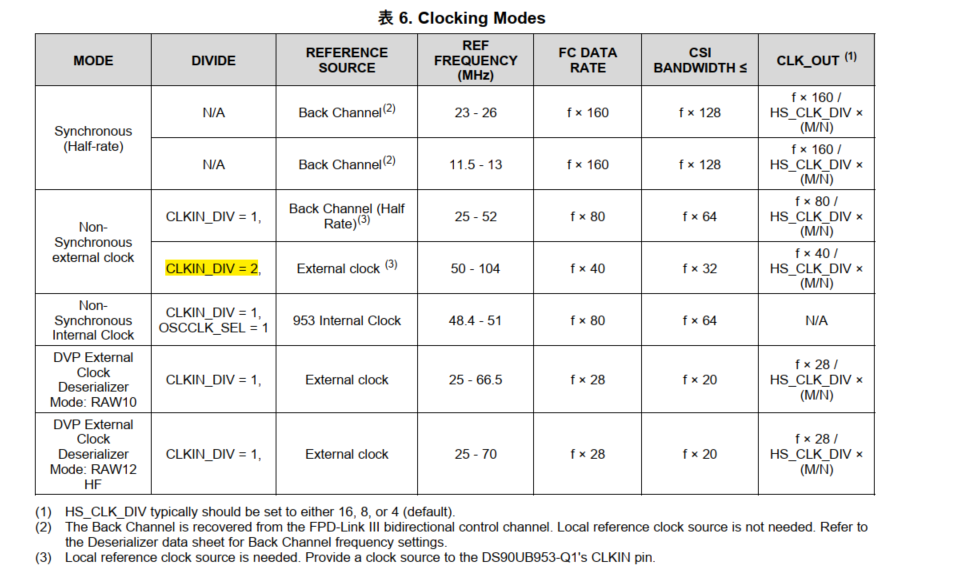 表 6. Clocking Modes
MODE DIVIDE REFERENCE SOURCE REF FREQUENCY (MHz) FC DATA RATE CSI BANDWIDTH ≤ CLK_OUT (1)
Synchronous (Half-rate) N/A Back Channel(2) 23 - 26 f × 160 f × 128 f × 160 / HS_CLK_DIV × (M/N)
N/A Back Channel(2) 11.5 - 13 f × 160 f × 128 f × 160 / HS_CLK_DIV × (M/N)
Non-Synchronous external clock CLKIN_DIV = 1, Back Channel (Half Rate)(3) 25 - 52 f × 80 f × 64 f × 80 / HS_CLK_DIV × (M/N)
CLKIN_DIV = 2, External clock (3) 50 - 104 f × 40 f × 32 f × 40 / HS_CLK_DIV × (M/N)
Non-Synchronous Internal Clock CLKIN_DIV = 1, OSCCLK_SEL = 1 953 Internal Clock 48.4 - 51 f × 80 f × 64 N/A
DVP External Clock Deserializer Mode: RAW10 CLKIN_DIV = 1, External clock 25 - 66.5 f × 28 f × 20 f × 28 / HS_CLK_DIV × (M/N)
DVP External Clock Deserializer Mode: RAW12 HF CLKIN_DIV = 1, External clock 25 - 70 f × 28 f × 20 f × 28 / HS_CLK_DIV × (M/N)
(1) HS_CLK_DIV typically should be set to either 16, 8, or 4 (default).
(2) The Back Channel is recovered from the FPD-Link III bidirectional control channel. Local reference clock source is not needed. Refer to
the Deserializer data sheet for Back Channel frequency settings.
(3) Local reference clock source is needed. Provide a clock source to the DS90UB953-Q1's CLKIN pin.